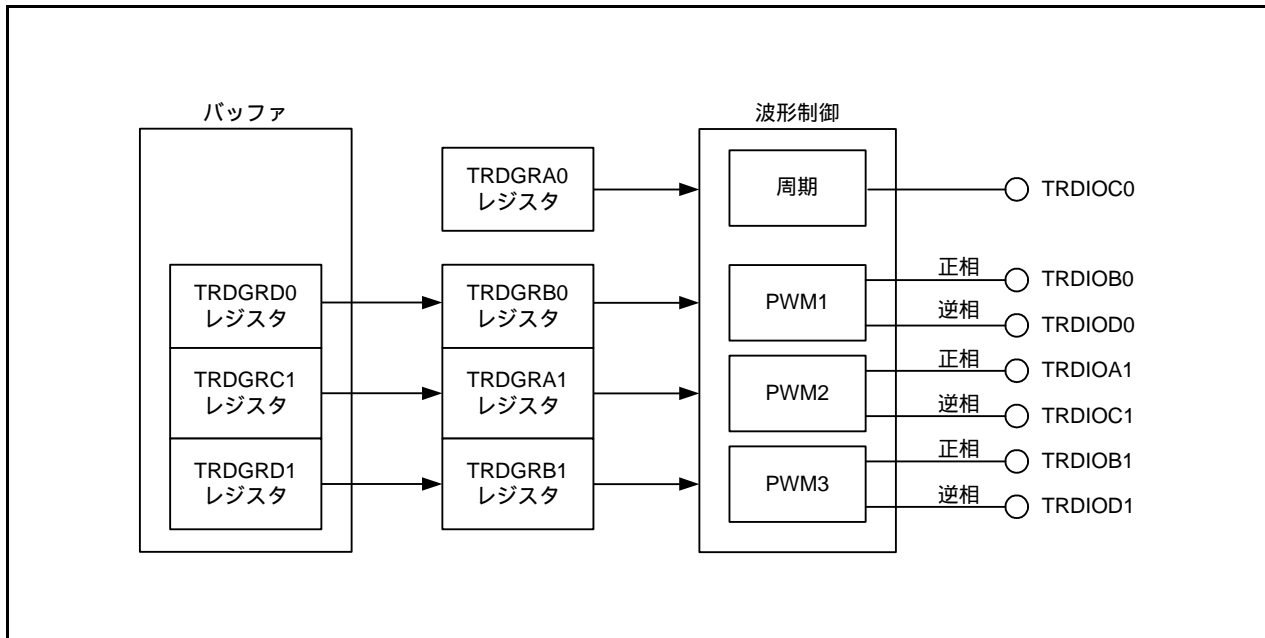 バッファ
波形制御
TRDGRA0
レジスタ
周期
TRDIOC0
TRDGRD0
レジスタ
TRDGRB0
レジスタ
PWM1
正相
TRDIOB0
逆相
TRDIOD0
TRDGRC1
レジスタ
TRDGRA1
レジスタ
PWM2
正相
TRDIOA1
逆相
TRDIOC1
TRDGRD1
レジスタ
TRDGRB1
レジスタ
PWM3
正相
TRDIOB1
逆相
TRDIOD1